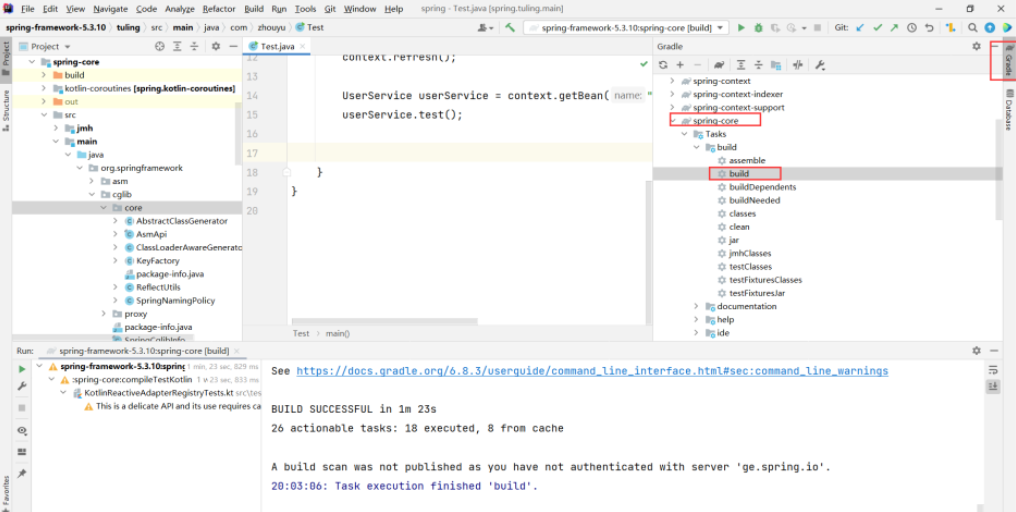 File Edit View Navigate Code Analyze Refactor Build Run Tools Git Window Help spring - Test.java [spring.tuling.main]
spring-framework-5.3.10 tuling src main java com zhouyu Test
spring-framework-5.3.10:spring-core [build] Git:
Project
Test.java
Gradle
spring-core
build
kotlin-coroutines [spring.kotlin-coroutines]
out
src
jmh
main
java
org.springframework
asm
cglib
core
AbstractClassGenerator
AsmApi
ClassLoaderAwareGenerato
KeyFactory
package-info.java
ReflectUtils
SpringNamingPolicy
proxy
package-info.java
SpringCglibInfo
12 context.refresh();
13
14 UserService userService = context.getBean( name: "
15 userService.test();
16
17
18 }
19 }
20
Test main()
spring-context
spring-context-indexer
spring-context-support
spring-core
Tasks
build
assemble
build
buildDependents
buildNeeded
classes
clean
jar
jmhClasses
testClasses
testFixturesClasses
testFixturesJar
documentation
help
ide
Project
Structure
Favorites
Gradle
Database
Run: spring-framework-5.3.10:spring-core [build]
spring-framework-5.3.10:spring 1 min, 23 sec, 829 ms
:spring-core:compileTestKotlin
KotlinReactiveAdapterRegistryTests.kt src\tes
This is a delicate API and its use requires ca
See https://docs.gradle.org/6.8.3/userguide/command_line_interface.html#sec:command_line_warnings
BUILD SUCCESSFUL in 1m 23s
26 actionable tasks: 18 executed, 8 from cache
A build scan was not published as you have not authenticated with server 'ge.spring.io'.
20:03:06: Task execution finished 'build'.